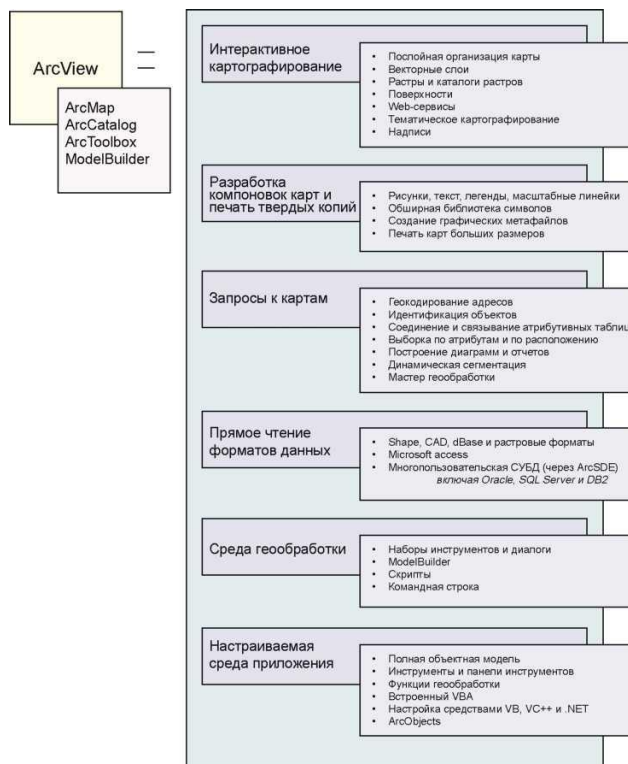 ArcView
ArcMap
ArcCatalog
ArcToolbox
ModelBuilder
Интерактивное
картографирование
• Послойная организация карты
• Векторные слои
• Растры и каталоги растров
• Поверхности
• Web-сервисы
• Тематическое картографирование
• Надписи
Разработка
компоновок карт и
печать твердых копий
• Рисунки, текст, легенды, масштабные линейки
• Обширная библиотека символов
• Создание графических метафайлов
• Печать карт больших размеров
Запросы к картам
• Геокодирование адресов
• Идентификация объектов
• Соединение и связывание атрибутивных таблиц
• Выборка по атрибутам и по расположению
• Построение диаграмм и отчетов
• Динамическая сегментация
• Мастер геообработки
Прямое чтение
форматов данных
• Shape, CAD, dBase и растровые форматы
• Microsoft access
• Многопользовательская СУБД (через ArcSDE)
включая Oracle, SQL Server и DB2
Среда геообработки
• Наборы инструментов и диалоги
• ModelBuilder
• Скрипты
• Командная строка
Настраиваемая
среда приложения
• Полная объектная модель
• Инструменты и панели инструментов
• Функции геообработки
• Встроенный VBA
• Настройка средствами VB, VC++ и .NET
• ArcObjects